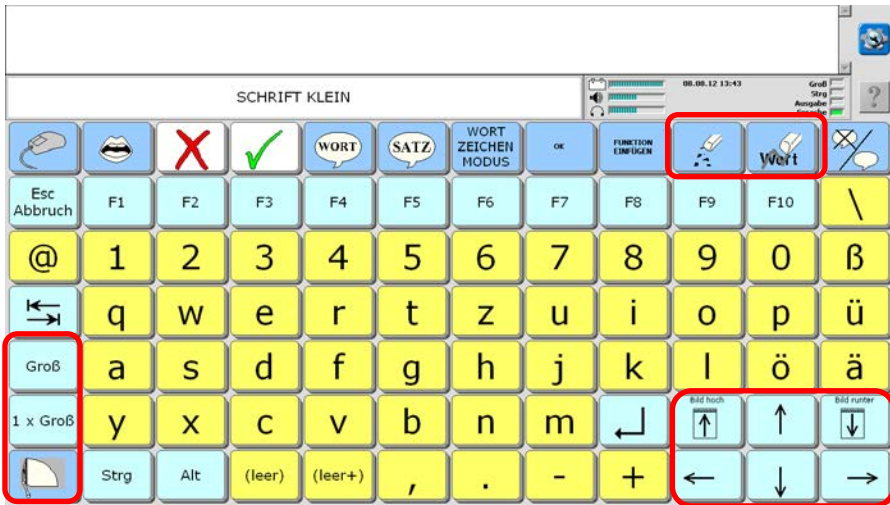 SCHRIFT KLEIN
08.08.12 13:43
Groß
Strg
Ausgabe
?
WORT SATZ WORT ZEICHEN MODUS OK FUNKTION EINFÜGEN Wort
Esc Abbruch F1 F2 F3 F4 F5 F6 F7 F8 F9 F10 \
@ 1 2 3 4 5 6 7 8 9 0 ß
q w e r t z u i o p ü
Groß a s d f g h j k l ö ä
1 x Groß y x c v b n m Bild hoch Bild runter
Strg Alt (leer) (leer+) , . - +